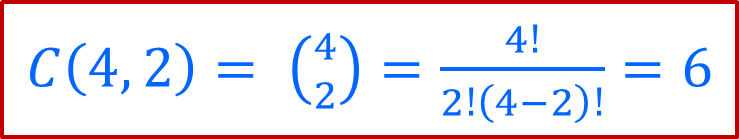 C(4,2) = (4 2) = 4! / 2!(4−2)! = 6